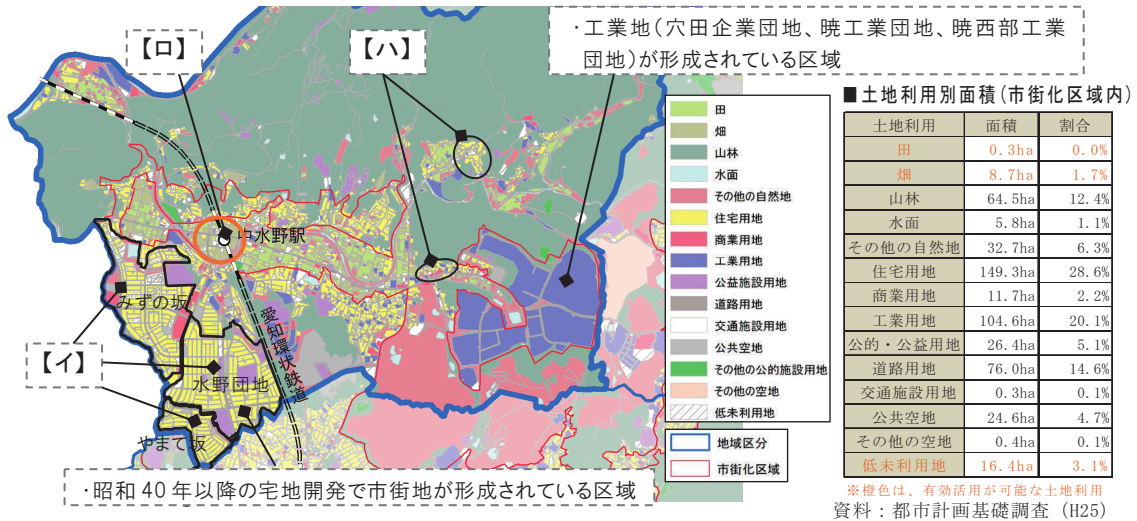 ・工業地(穴田企業団地、暁工業団地、暁西部工業
団地)が形成されている区域
【ロ】
【ハ】
中水野駅
みずの坂
【イ】
水野団地
やまて坂
愛知環状鉄道
・昭和40年以降の宅地開発で市街地が形成されている区域
田
畑
山林
水面
その他の自然地
住宅用地
商業用地
工業用地
公益施設用地
道路用地
交通施設用地
公共空地
その他の公的施設用地
その他の空地
低未利用地
地域区分
市街化区域
■土地利用別面積(市街化区域内)
土地利用 面積 割合
田 0.3ha 0.0%
畑 8.7ha 1.7%
山林 64.5ha 12.4%
水面 5.8ha 1.1%
その他の自然地 32.7ha 6.3%
住宅用地 149.3ha 28.6%
商業用地 11.7ha 2.2%
工業用地 104.6ha 20.1%
公的・公益用地 26.4ha 5.1%
道路用地 76.0ha 14.6%
交通施設用地 0.3ha 0.1%
公共空地 24.6ha 4.7%
その他の空地 0.4ha 0.1%
低未利用地 16.4ha 3.1%
※橙色は、有効活用が可能な土地利用
資料：都市計画基礎調査(H25)